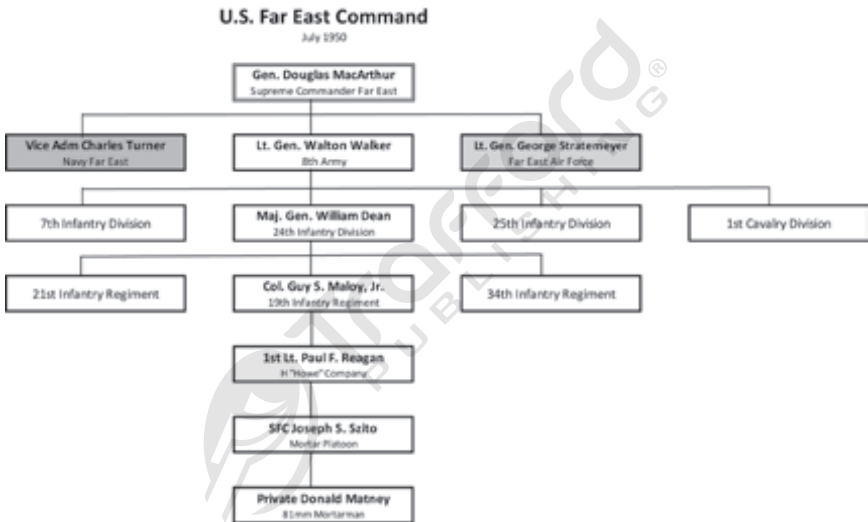 U.S. Far East Command
July 1950
Gen. Douglas MacArthur
Supreme Commander Far East
Vice Adm Charles Turner
Navy Far East
Lt. Gen. Walton Walker
8th Army
Lt. Gen. George Stratemeyer
Far East Air Force
7th Infantry Division
Maj. Gen. William Dean
24th Infantry Division
25th Infantry Division
1st Cavalry Division
21st Infantry Regiment
Col. Guy S. Maloy, Jr.
19th Infantry Regiment
34th Infantry Regiment
1st Lt. Paul F. Reagan
H "Howe" Company
SFC Joseph S. Szito
Mortar Platoon
Private Donald Matney
81mm Mortarman
Trafford
PUBLISHING
®